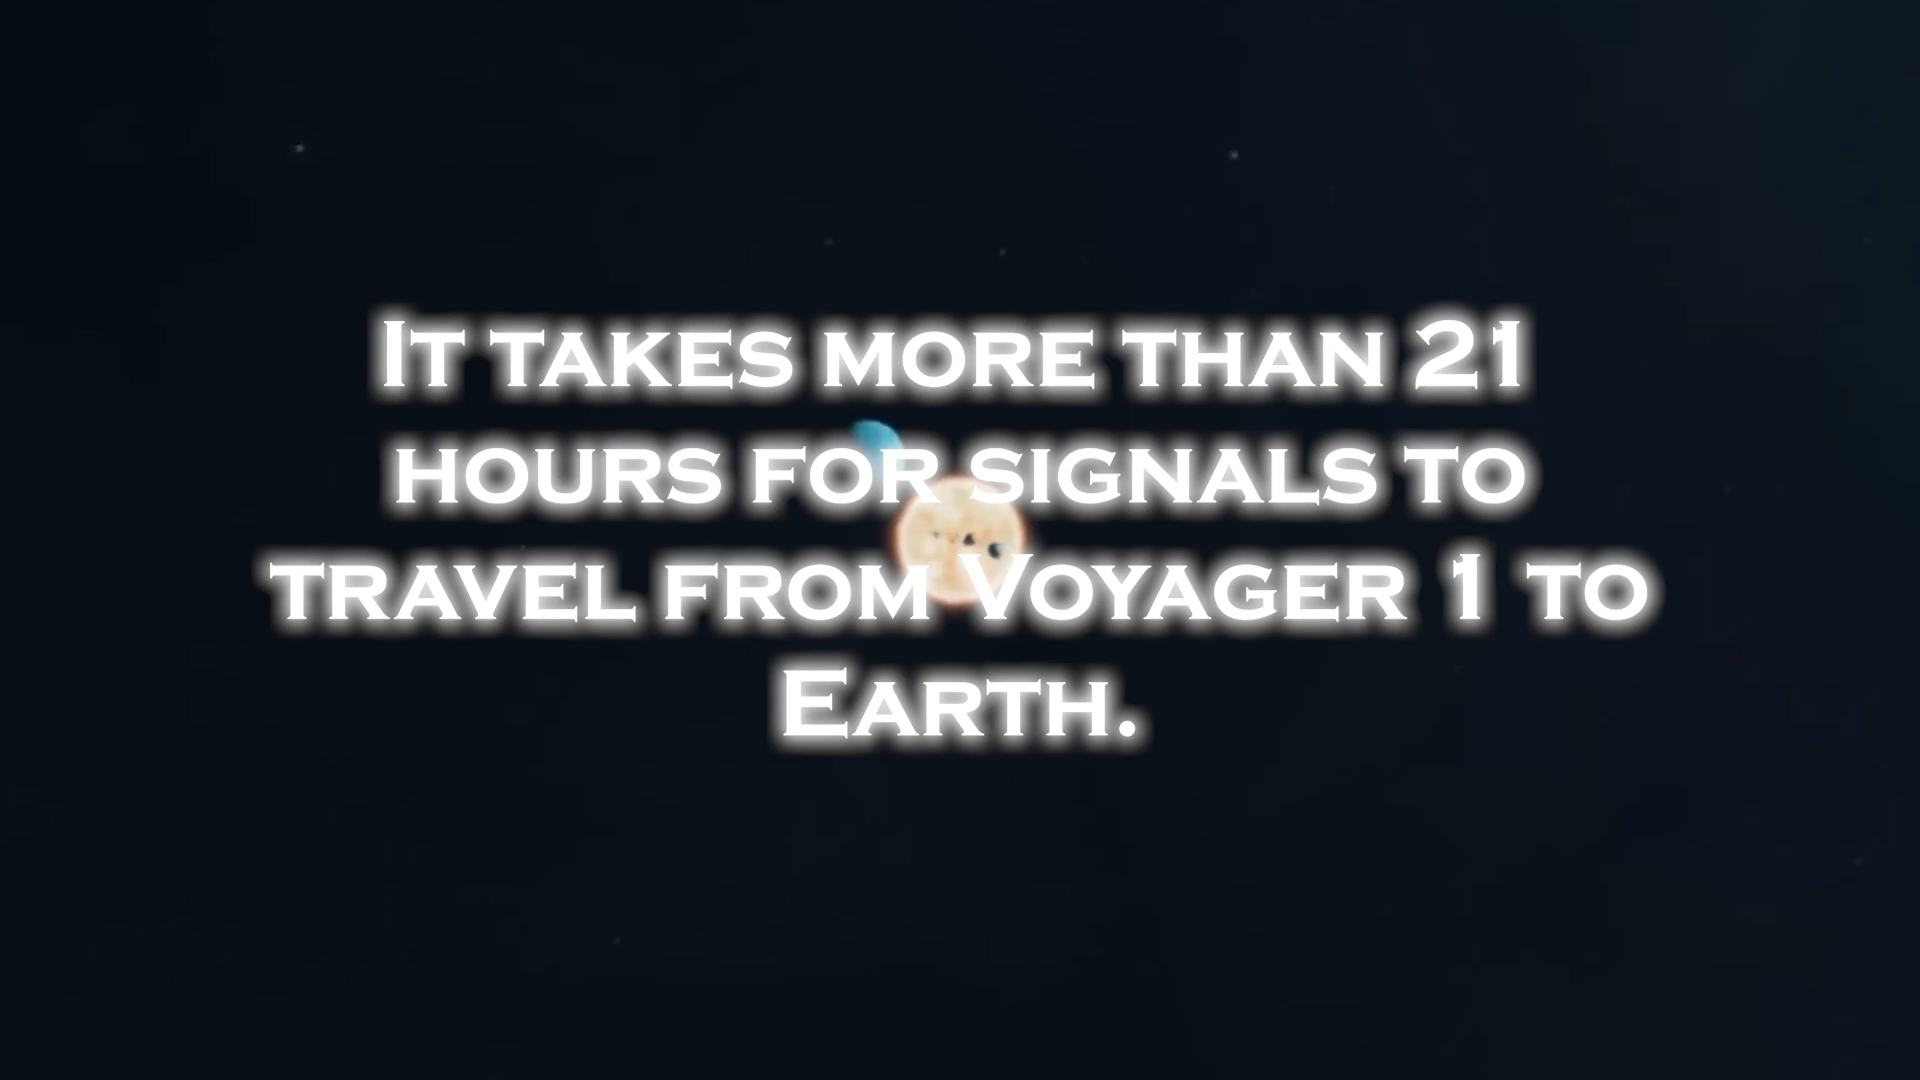 It takes more than 21
hours for signals to
travel from Voyager 1 to
Earth.